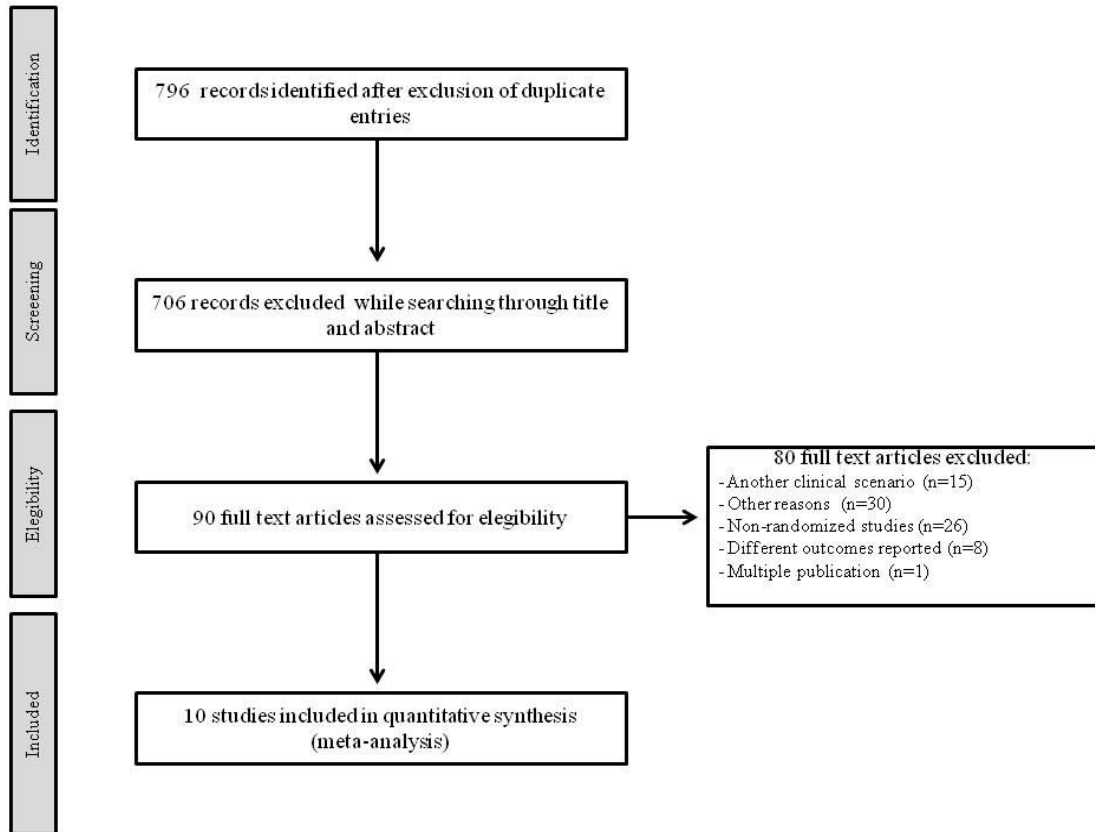 Identification
796 records identified after exclusion of duplicate
entries
Screeening
706 records excluded while searching through title
and abstract
Elegibility
90 full text articles assessed for elegibility
80 full text articles excluded:
- Another clinical scenario (n=15)
- Other reasons (n=30)
- Non-randomized studies (n=26)
- Different outcomes reported (n=8)
- Multiple publication (n=1)
Included
10 studies included in quantitative synthesis
(meta-analysis)